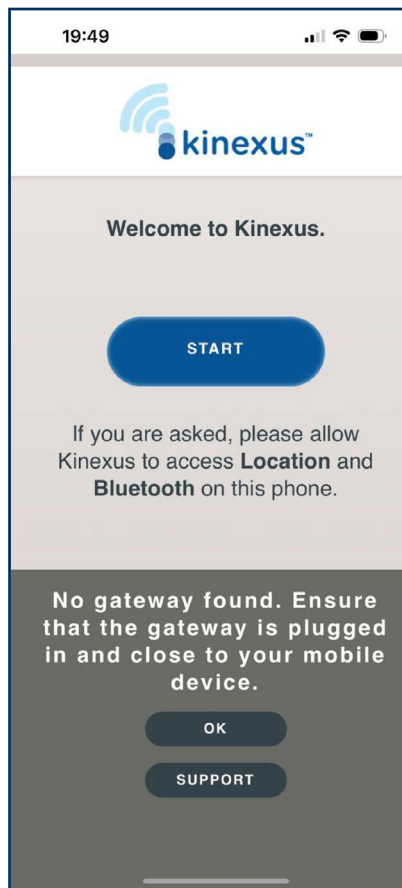 19:49
kinexus™
Welcome to Kinexus.
START
If you are asked, please allow
Kinexus to access Location and
Bluetooth on this phone.
No gateway found. Ensure
that the gateway is plugged
in and close to your mobile
device.
OK
SUPPORT